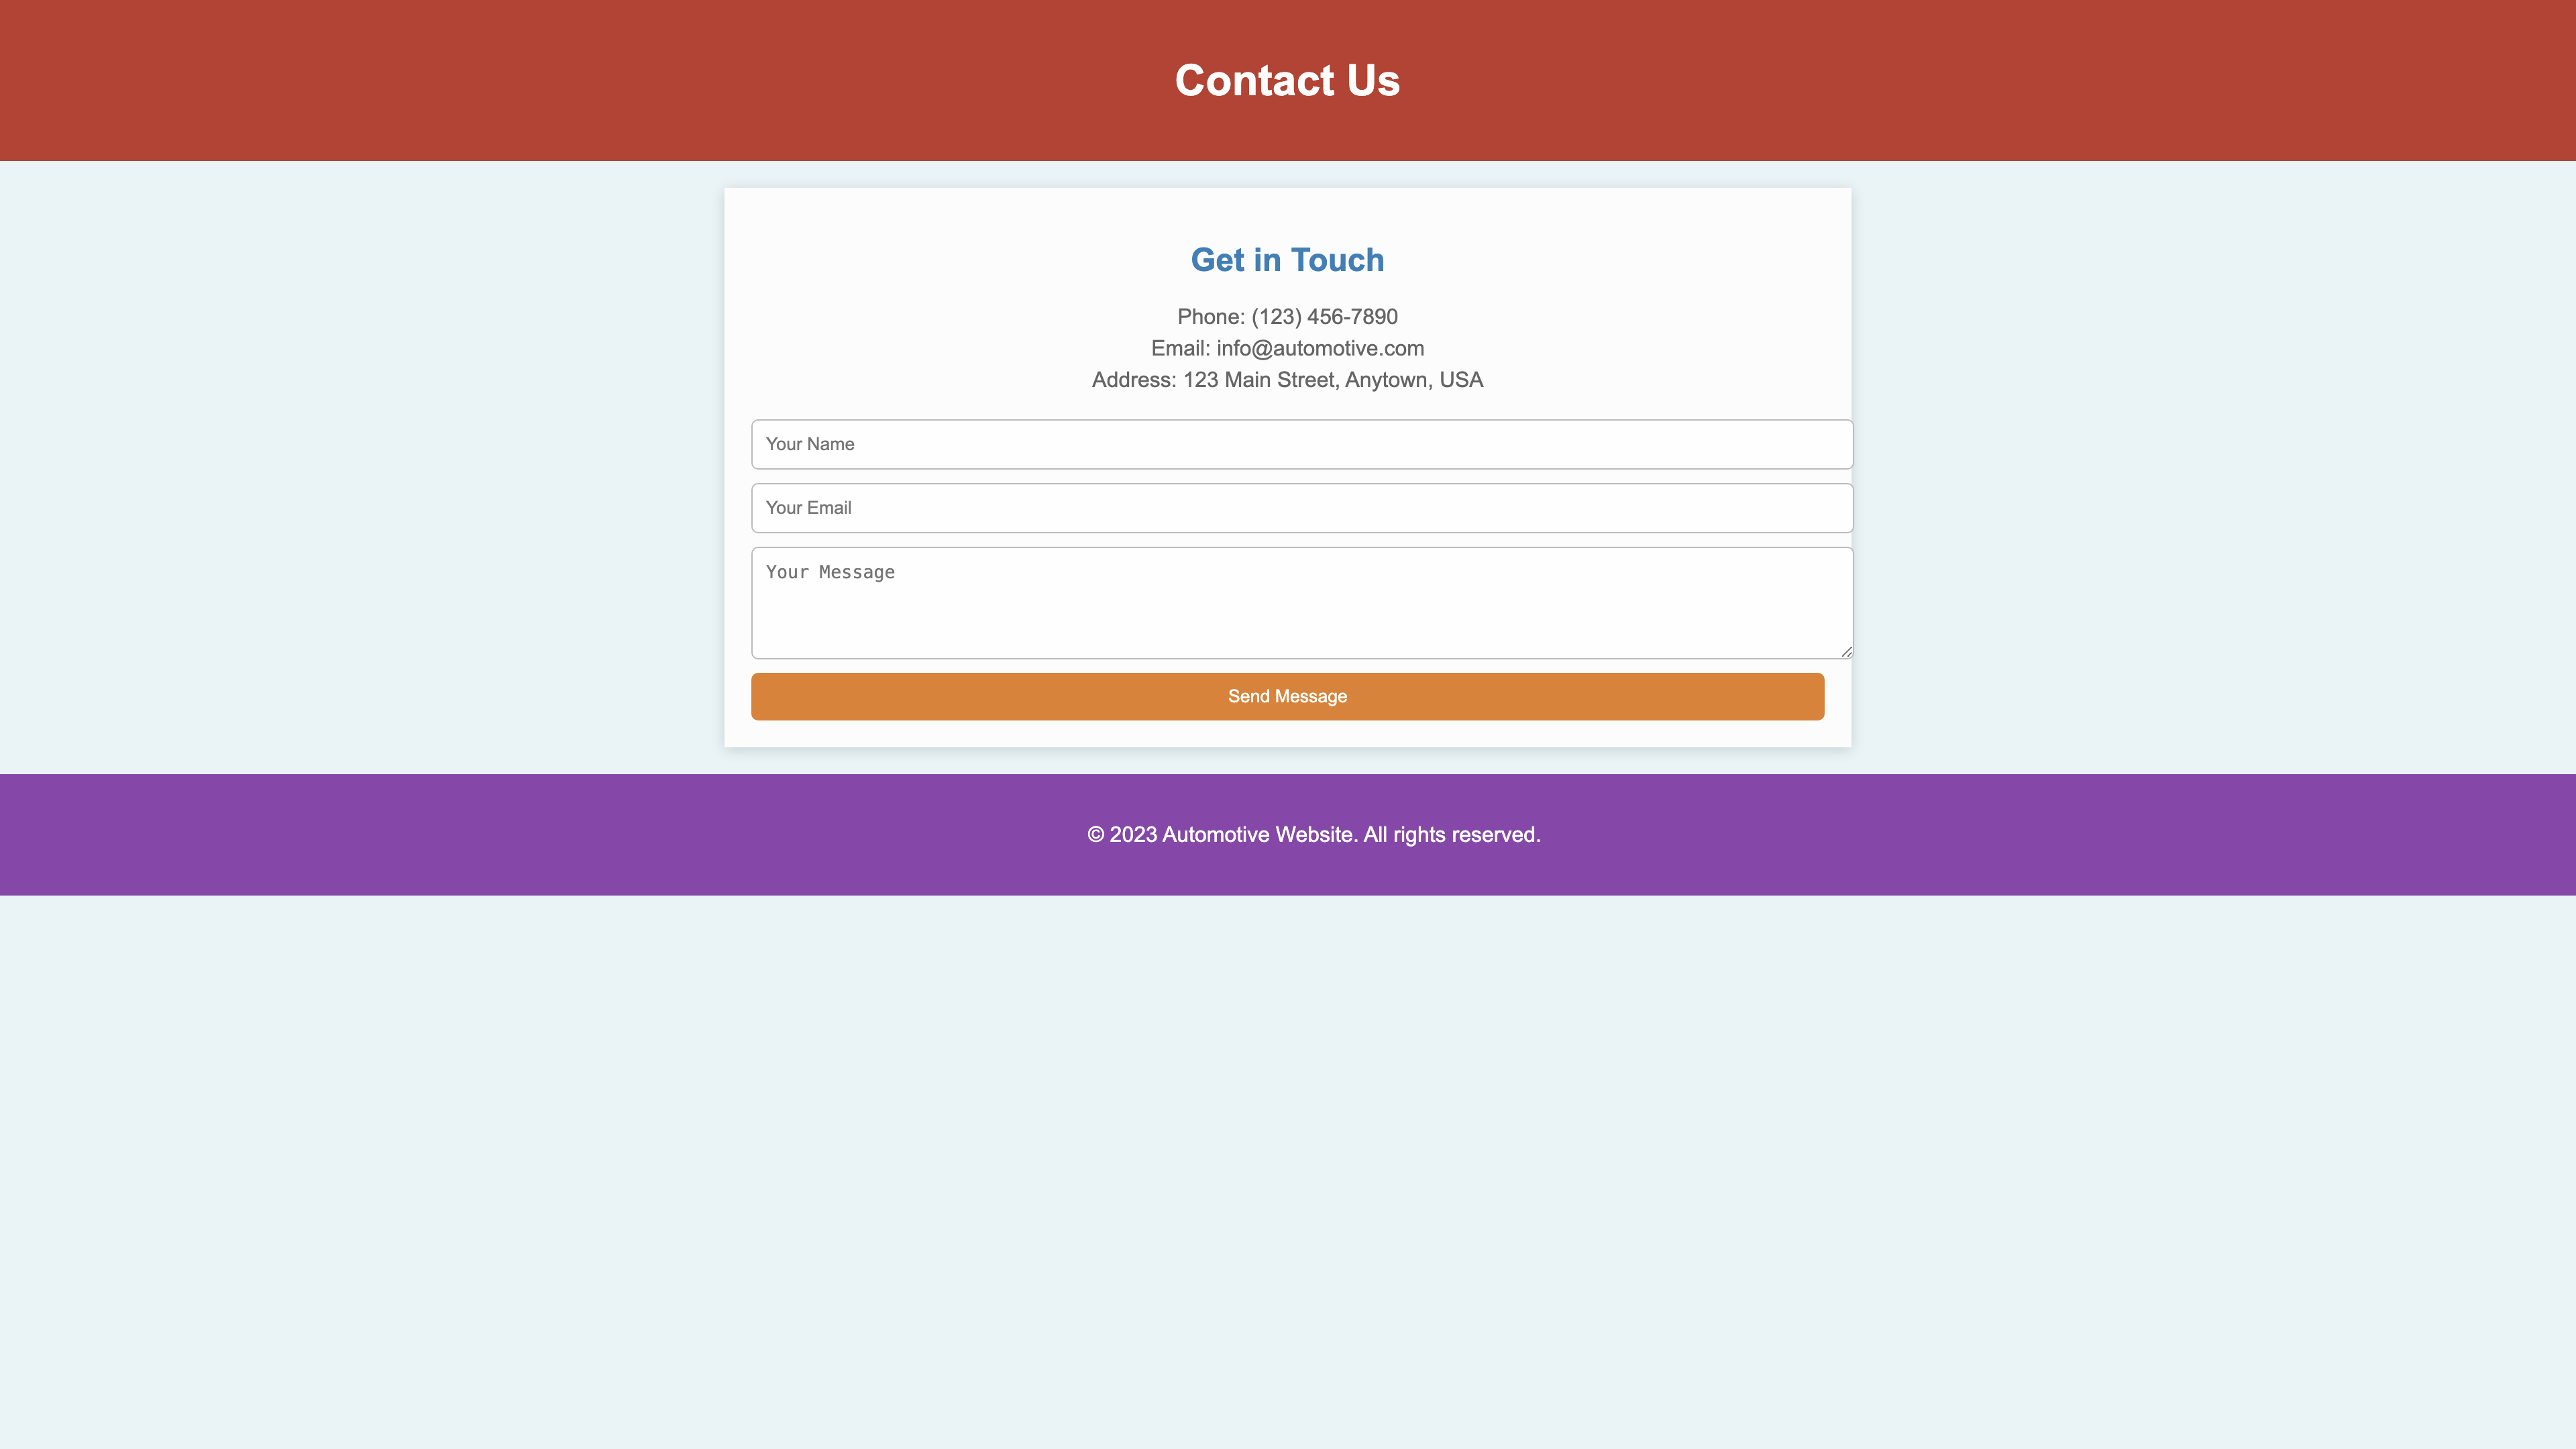 Contact Us
Get in Touch
Phone: (123) 456-7890
Email: info@automotive.com
Address: 123 Main Street, Anytown, USA
Your Name
Your Email
Your Message
Send Message
© 2023 Automotive Website. All rights reserved.